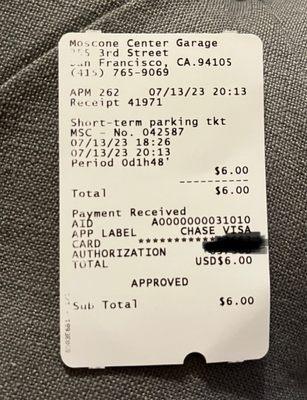 Moscone Center Garage
255 3rd Street
San Francisco, CA.94105
(415) 765-9069
APM 262 07/13/23 20:13
Receipt 41971
Short-term parking tkt
MSC - No. 042587
07/13/23 18:26
07/13/23 20:13
Period 0d1h48'
$6.00
Total $6.00
Payment Received
AID A0000000031010
APP LABEL CHASE VISA
CARD ************
AUTHORIZATION
TOTAL USD$6.00
APPROVED
Sub Total $6.00